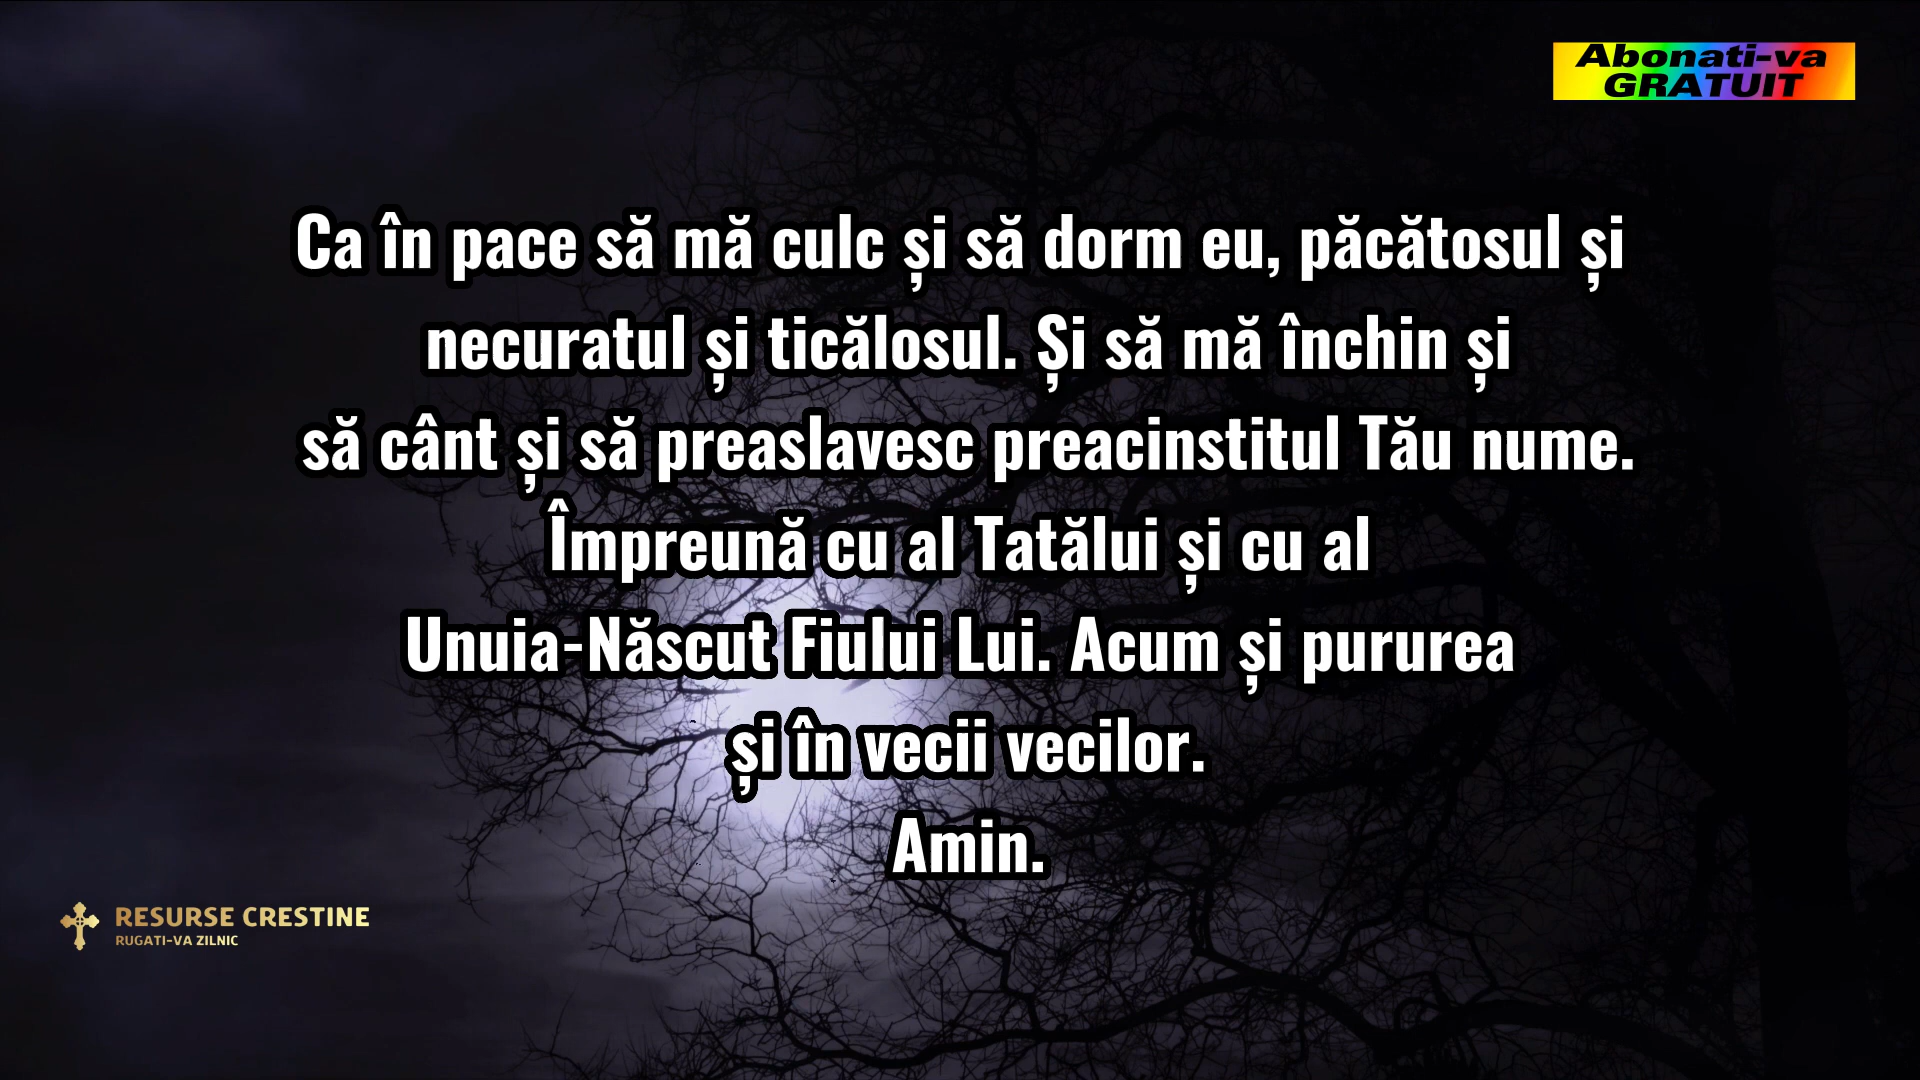 Abonati-va
GRATUIT
Ca în pace să mă culc și să dorm eu, păcătosul și
necuratul și ticălosul. Și să mă închin și
să cânt și să preaslavesc preacinstitul Tău nume.
Împreună cu al Tatălui și cu al
Unuia-Născut Fiului Lui. Acum și pururea
și în vecii vecilor.
Amin.
RESURSE CRESTINE
RUGATI-VA ZILNIC